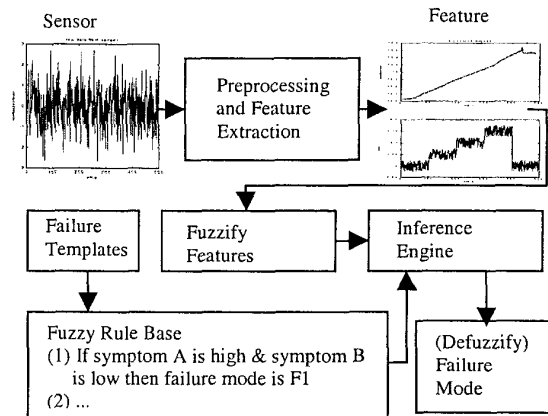 Sensor
Feature
Preprocessing
and Feature
Extraction
Failure
Templates
Fuzzify
Features
Inference
Engine
Fuzzy Rule Base
(1) If symptom A is high & symptom B
is low then failure mode is F1
(2) ...
(Defuzzify)
Failure
Mode